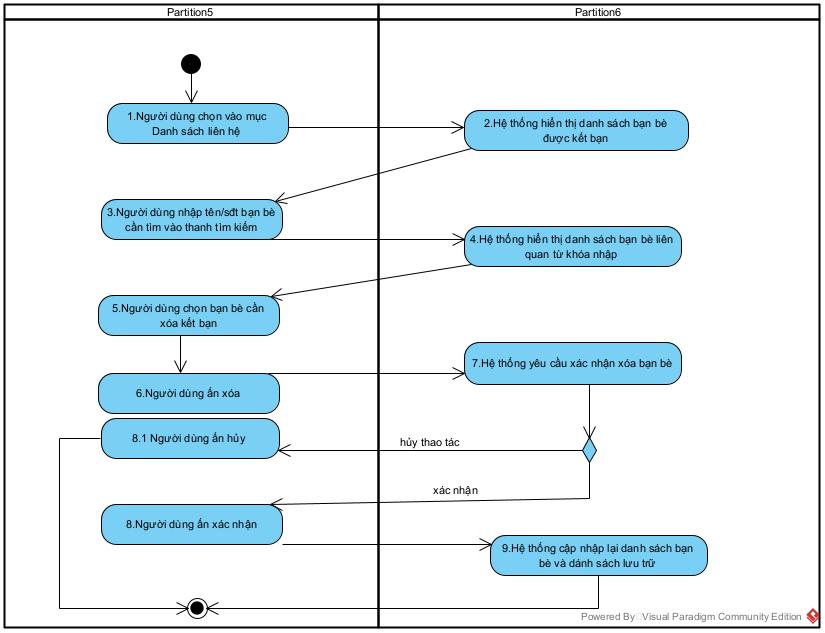 Partition5
Partition6
1.Người dùng chọn vào mục
Danh sách liên hệ
2.Hệ thống hiển thị danh sách bạn bè
được kết bạn
3.Người dùng nhập tên/sđt bạn bè
cần tìm vào thanh tìm kiếm
4.Hệ thống hiển thị danh sách bạn bè liên
quan từ khóa nhập
5.Người dùng chọn bạn bè cần
xóa kết bạn
6.Người dùng ấn xóa
7.Hệ thống yêu cầu xác nhận xóa bạn bè
8.1 Người dùng ấn hủy
hủy thao tác
xác nhận
8.Người dùng ấn xác nhận
9.Hệ thống cập nhập lại danh sách bạn
bè và dánh sách lưu trữ
Powered By Visual Paradigm Community Edition